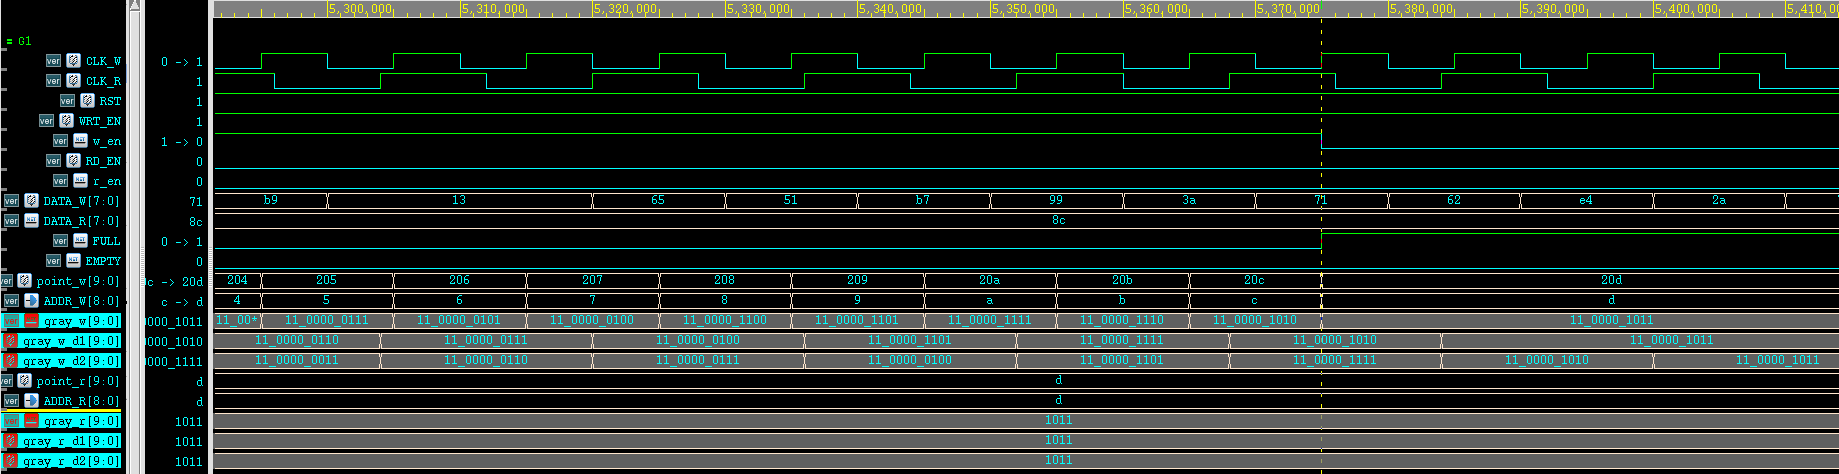 5,300,000 5,310,000 5,320,000 5,330,000 5,340,000 5,350,000 5,360,000 5,370,000 5,380,000 5,390,000 5,400,000 5,410,
= G1
ver CLK_W 0 -> 1
ver CLK_R 1
ver RST 1
ver WRT_EN 1
ver w_en 1 -> 0
ver RD_EN 0
ver r_en 0
ver DATA_W[7:0] 71 b9 13 65 51 b7 99 3a 71 62 e4 2a
ver DATA_R[7:0] 8c 8c
ver FULL 0 -> 1
ver EMPTY 0
ver point_w[9:0] c -> 20d 204 205 206 207 208 209 20a 20b 20c 20d
ver ADDR_W[8:0] c -> d 4 5 6 7 8 9 a b c d
ver gray_w[9:0] 0000_1011 11_00* 11_0000_0111 11_0000_0101 11_0000_0100 11_0000_1100 11_0000_1101 11_0000_1111 11_0000_1110 11_0000_1010 11_0000_1011
gray_w_d1[9:0] 0000_1010 11_0000_0110 11_0000_0111 11_0000_0100 11_0000_1101 11_0000_1111 11_0000_1010 11_0000_1011
gray_w_d2[9:0] 0000_1111 11_0000_0011 11_0000_0110 11_0000_0111 11_0000_0100 11_0000_1101 11_0000_1111 11_0000_1010 11_0000_1011
ver point_r[9:0] d d
ver ADDR_R[8:0] d d
ver gray_r[9:0] 1011 1011
gray_r_d1[9:0] 1011 1011
gray_r_d2[9:0] 1011 1011